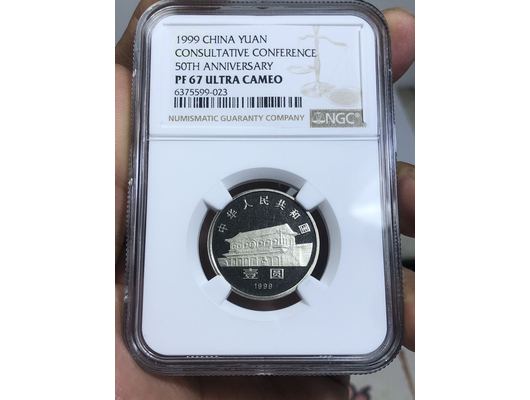 1999 CHINA YUAN
CONSULTATIVE CONFERENCE
50TH ANNIVERSARY
PF 67 ULTRA CAMEO
6375599-023
NUMISMATIC GUARANTY COMPANY
NGC
中华人民共和国
壹圆
1999